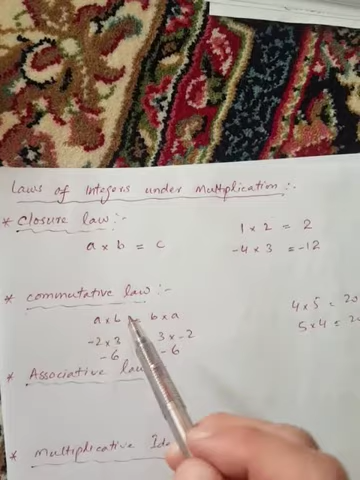 Laws of Integers under Multiplication :-
* Closure law :-
a × b = c
1 × 2 = 2
-4 × 3 = -12
* commutative law :-
a × b = b × a
-2 × 3 3 × -2
-6 -6
4 × 5 = 20
5 × 4 =
* Associative law
* Multiplicative